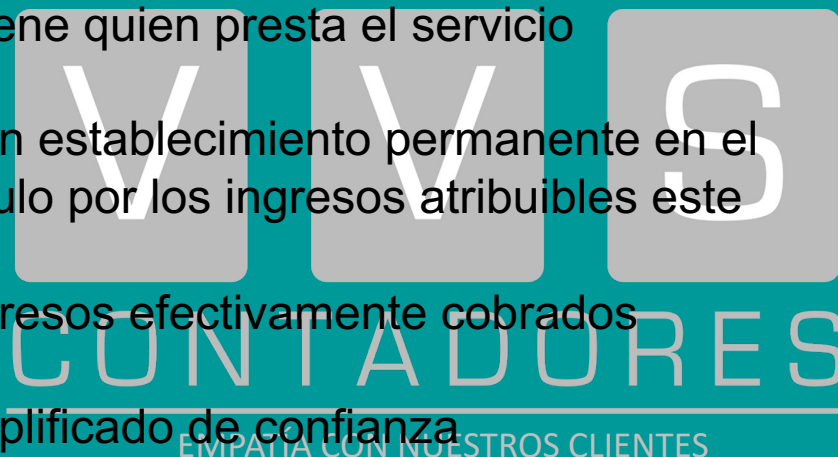 ene quien presta el servicio
V V S
n establecimiento permanente en el
ulo por los ingresos atribuibles este
resos efectivamente cobrados
CONTADORES
plificado de confianza
EMPATÍA CON NUESTROS CLIENTES